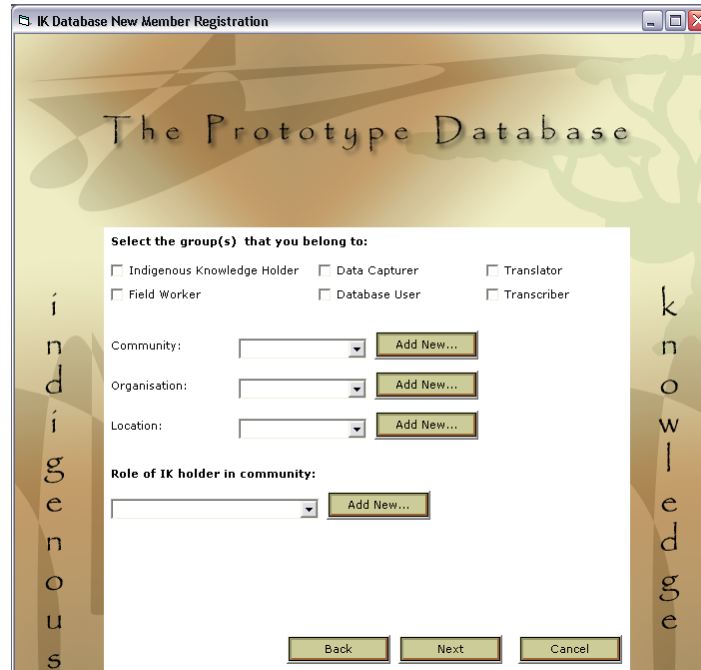 IK Database New Member Registration
The Prototype Database
Select the group(s) that you belong to:
Indigenous Knowledge Holder Data Capturer Translator
Field Worker Database User Transcriber
Community: Add New...
Organisation: Add New...
Location: Add New...
Role of IK holder in community:
Add New...
Back Next Cancel
indigenous
knowledge